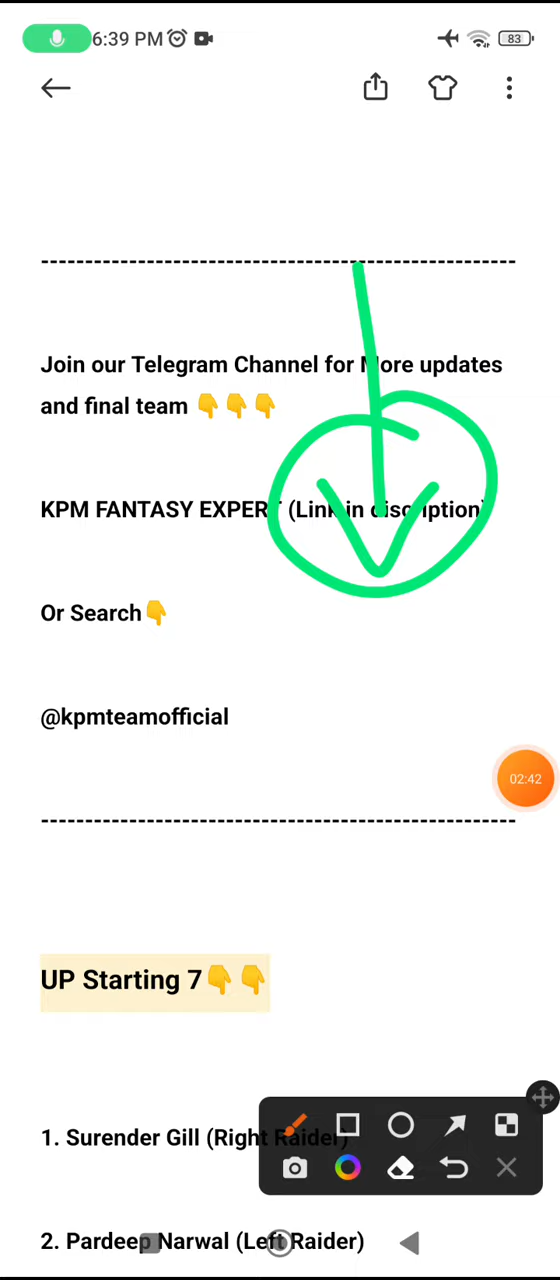 6:39 PM
83
-------------------------------------------------------
Join our Telegram Channel for More updates
and final team 👇👇👇
KPM FANTASY EXPERT (Link in discription)
Or Search👇
@kpmteamofficial
02:42
-------------------------------------------------------
UP Starting 7👇👇
1. Surender Gill (Right Raider)
2. Pardeep Narwal (Left Raider)